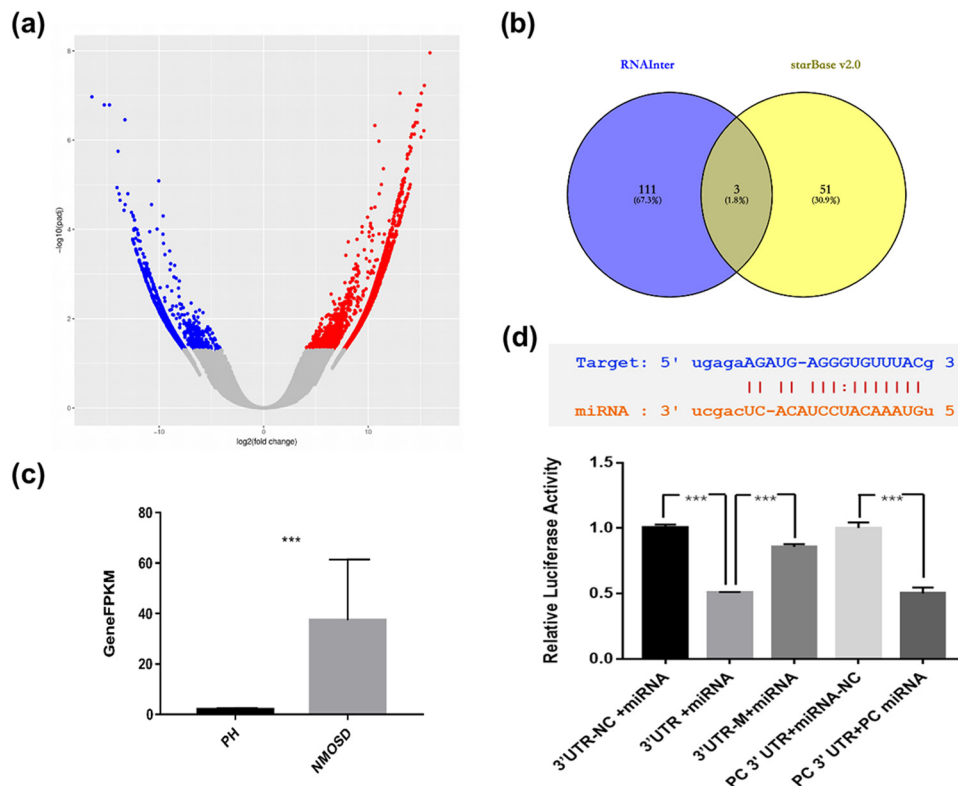 (a)
8
6
4
2
0
-log10(padj)
-10
0
10
log2(fold change)
(b)
RNAInter
starBase v2.0
111
(67.3%)
3
(1.8%)
51
(30.9%)
(c)
80
60
40
20
0
GeneFPKM
***
PH
NMOSD
(d)
Target: 5' ugagaAGAUG-AGGGUGUUUACg 3
|| || |||:|||||||
miRNA : 3' ucgacUC-ACAUCCUACAAAUGu 5
1.5
1.0
0.5
0.0
Relative Luciferase Activity
*** *** ***
3'UTR-NC +miRNA
3'UTR +miRNA
3'UTR-M+miRNA
PC 3' UTR+miRNA-NC
PC 3' UTR+PC miRNA